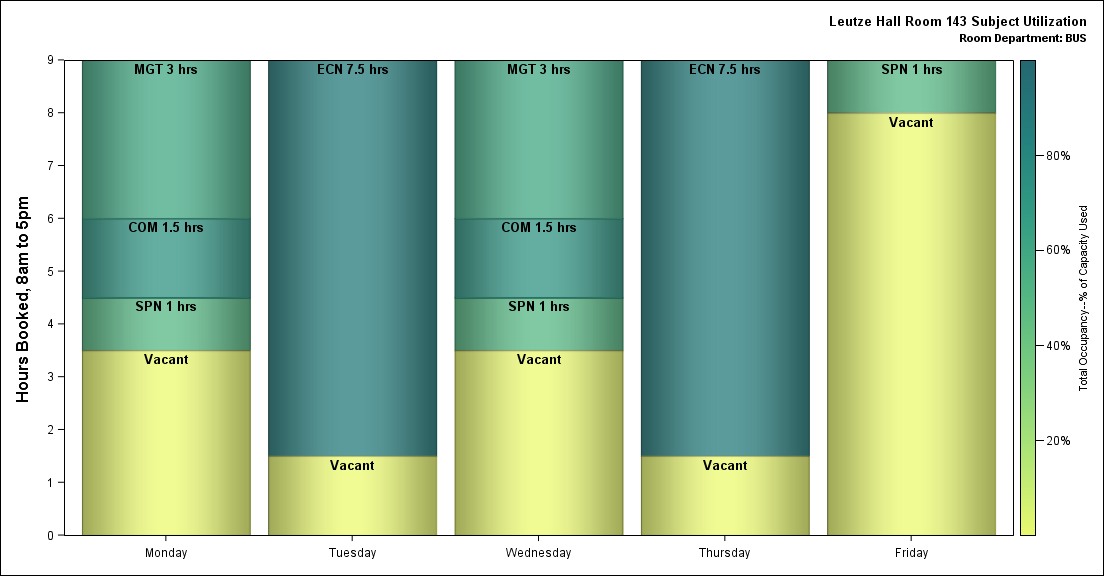 Leutze Hall Room 143 Subject Utilization
Room Department: BUS
Hours Booked, 8am to 5pm
9
8
7
6
5
4
3
2
1
0
MGT 3 hrs
COM 1.5 hrs
SPN 1 hrs
Vacant
ECN 7.5 hrs
Vacant
MGT 3 hrs
COM 1.5 hrs
SPN 1 hrs
Vacant
ECN 7.5 hrs
Vacant
SPN 1 hrs
Vacant
Monday
Tuesday
Wednesday
Thursday
Friday
80%
60%
40%
20%
Total Occupancy--% of Capacity Used